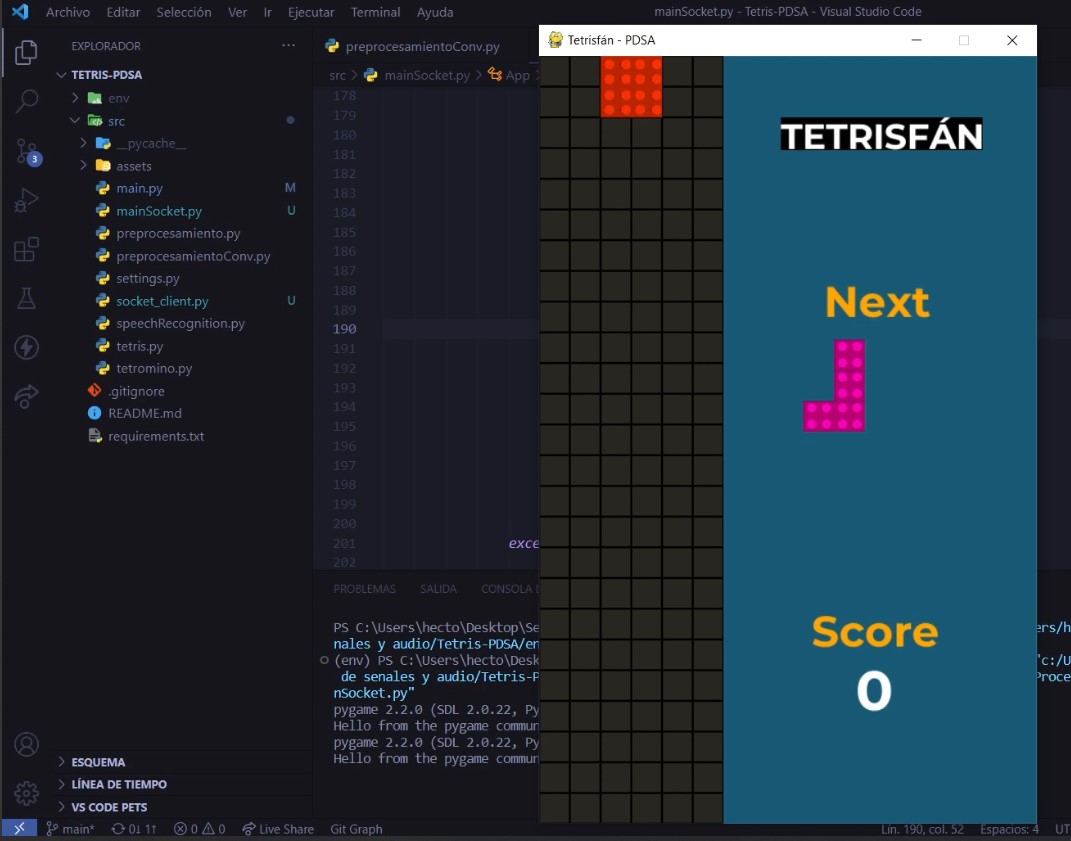 Archivo Editar Selección Ver Ir Ejecutar Terminal Ayuda
mainSocket.py - Tetris-PDSA - Visual Studio Code
EXPLORADOR
TETRIS-PDSA
env
src
__pycache__
assets
main.py M
mainSocket.py U
preprocesamiento.py
preprocesamientoConv.py
settings.py
socket_client.py U
speechRecognition.py
tetris.py
tetromino.py
.gitignore
README.md
requirements.txt
ESQUEMA
LÍNEA DE TIEMPO
VS CODE PETS
3
preprocesamientoConv.py
src > mainSocket.py > App >
178
179
180
181
182
183
184
185
186
187
188
189
190
191
192
193
194
195
196
197
198
199
200
201 exce
202
PROBLEMAS SALIDA CONSOLA
PS C:\Users\hecto\Desktop\Se
ers/h
nales y audio/Tetris-PDSA/en
(env) PS C:\Users\hecto\Desk
"c:/U
de senales y audio/Tetris-P
Proce
nSocket.py"
pygame 2.2.0 (SDL 2.0.22, Py
Hello from the pygame commun
pygame 2.2.0 (SDL 2.0.22, Py
Hello from the pygame commun
Tetrisfán - PDSA
TETRISFÁN
Next
Score
0
main* 0↓ 1↑ 0 0 Live Share Git Graph
Lín. 190, col. 52 Espacios: 4 UT